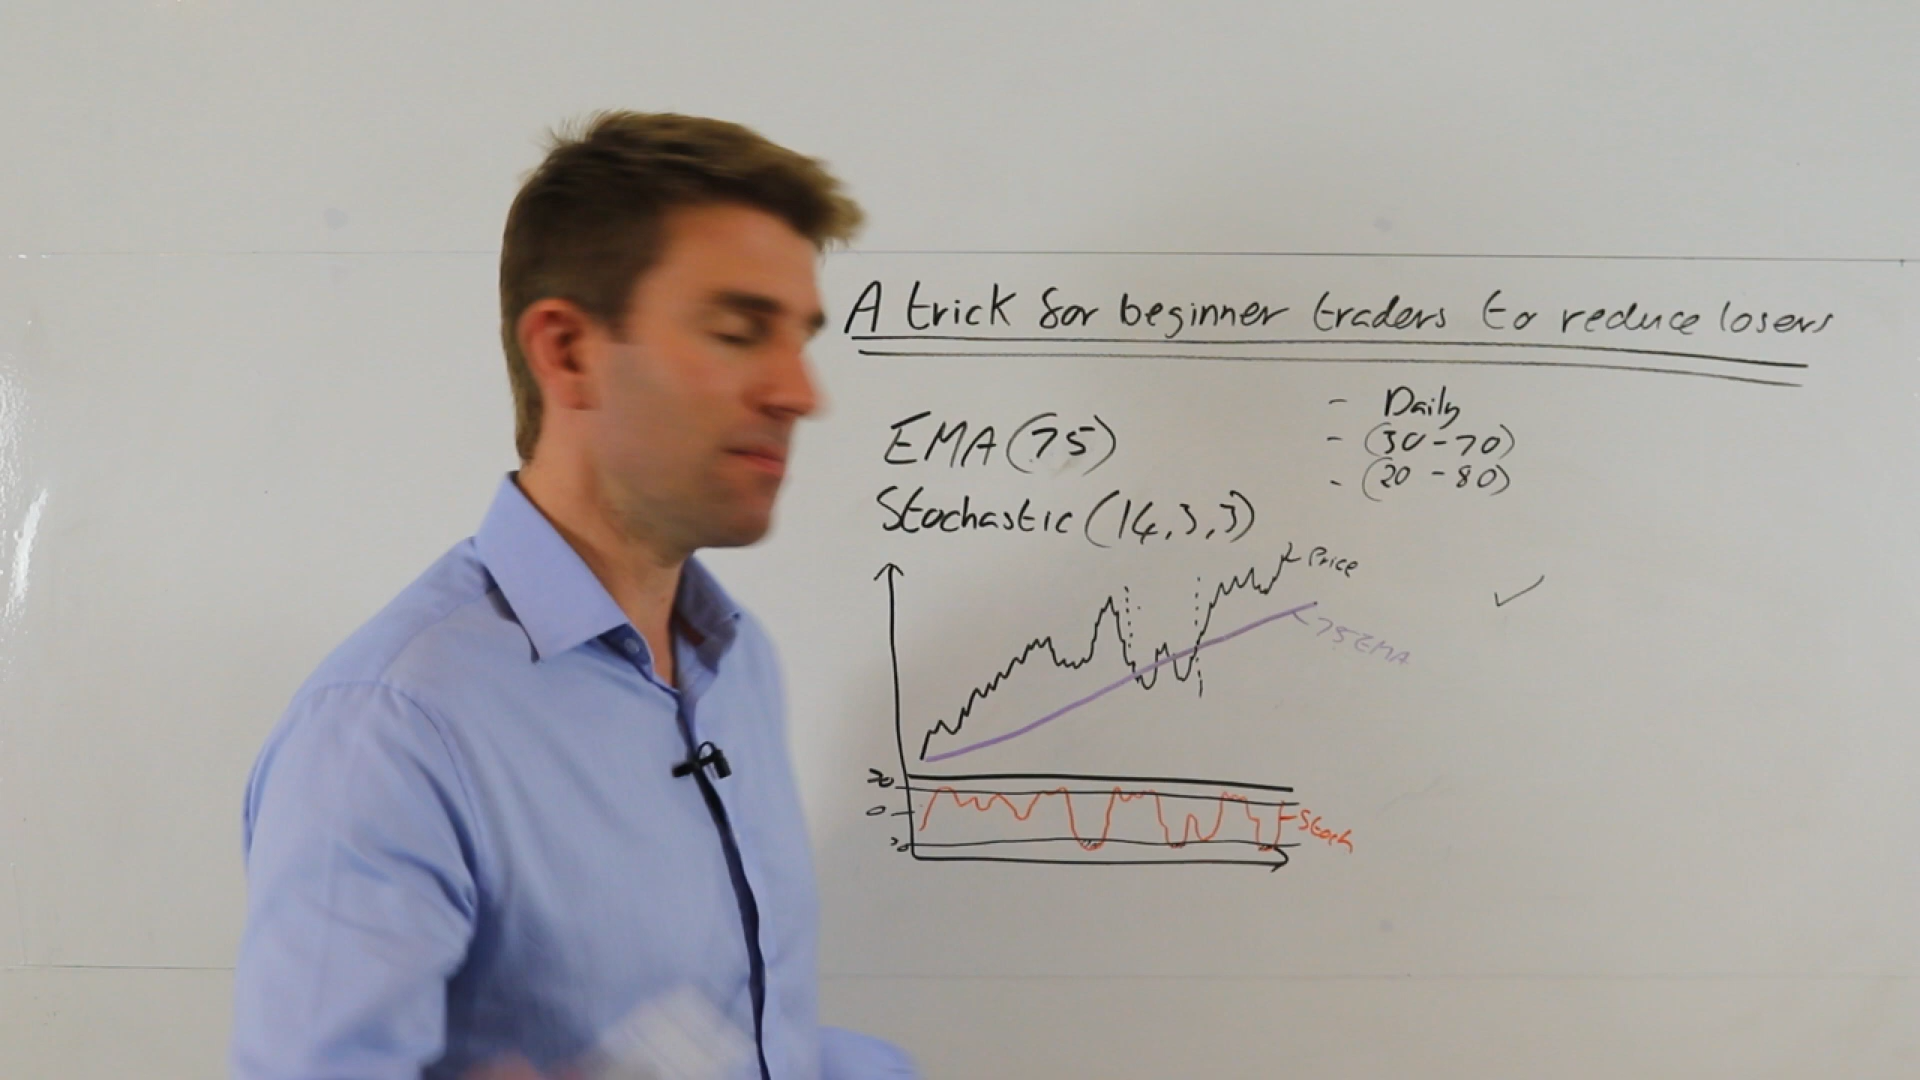 A trick for beginner traders to reduce losers
EMA (75)
Stochastic (14,3,3)
- Daily
- (30-70)
- (20-80)
Price
75EMA
Stoch